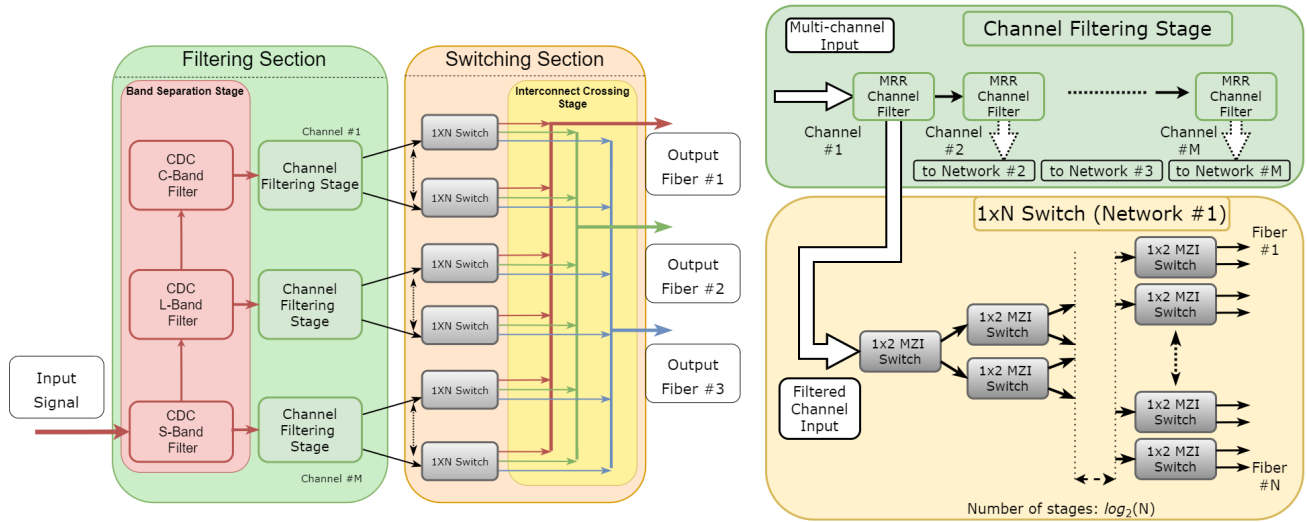 Filtering Section
Band Separation Stage
CDC
C-Band
Filter
CDC
L-Band
Filter
CDC
S-Band
Filter
Input
Signal
Channel #1
Channel
Filtering Stage
Channel
Filtering
Stage
Channel
Filtering
Stage
Channel #M
Switching Section
Interconnect Crossing
Stage
1XN Switch
1XN Switch
1XN Switch
1XN Switch
1XN Switch
1XN Switch
Output
Fiber #1
Output
Fiber #2
Output
Fiber #3
Multi-channel
Input
Channel Filtering Stage
MRR
Channel
Filter
MRR
Channel
Filter
MRR
Channel
Filter
Channel
#1
Channel
#2
Channel
#M
to Network #2
to Network #3
to Network #M
1xN Switch (Network #1)
1x2 MZI
Switch
1x2 MZI
Switch
1x2 MZI
Switch
1x2 MZI
Switch
1x2 MZI
Switch
1x2 MZI
Switch
1x2 MZI
Switch
Fiber
#1
Fiber
#N
Filtered
Channel
Input
Number of stages: log₂(N)